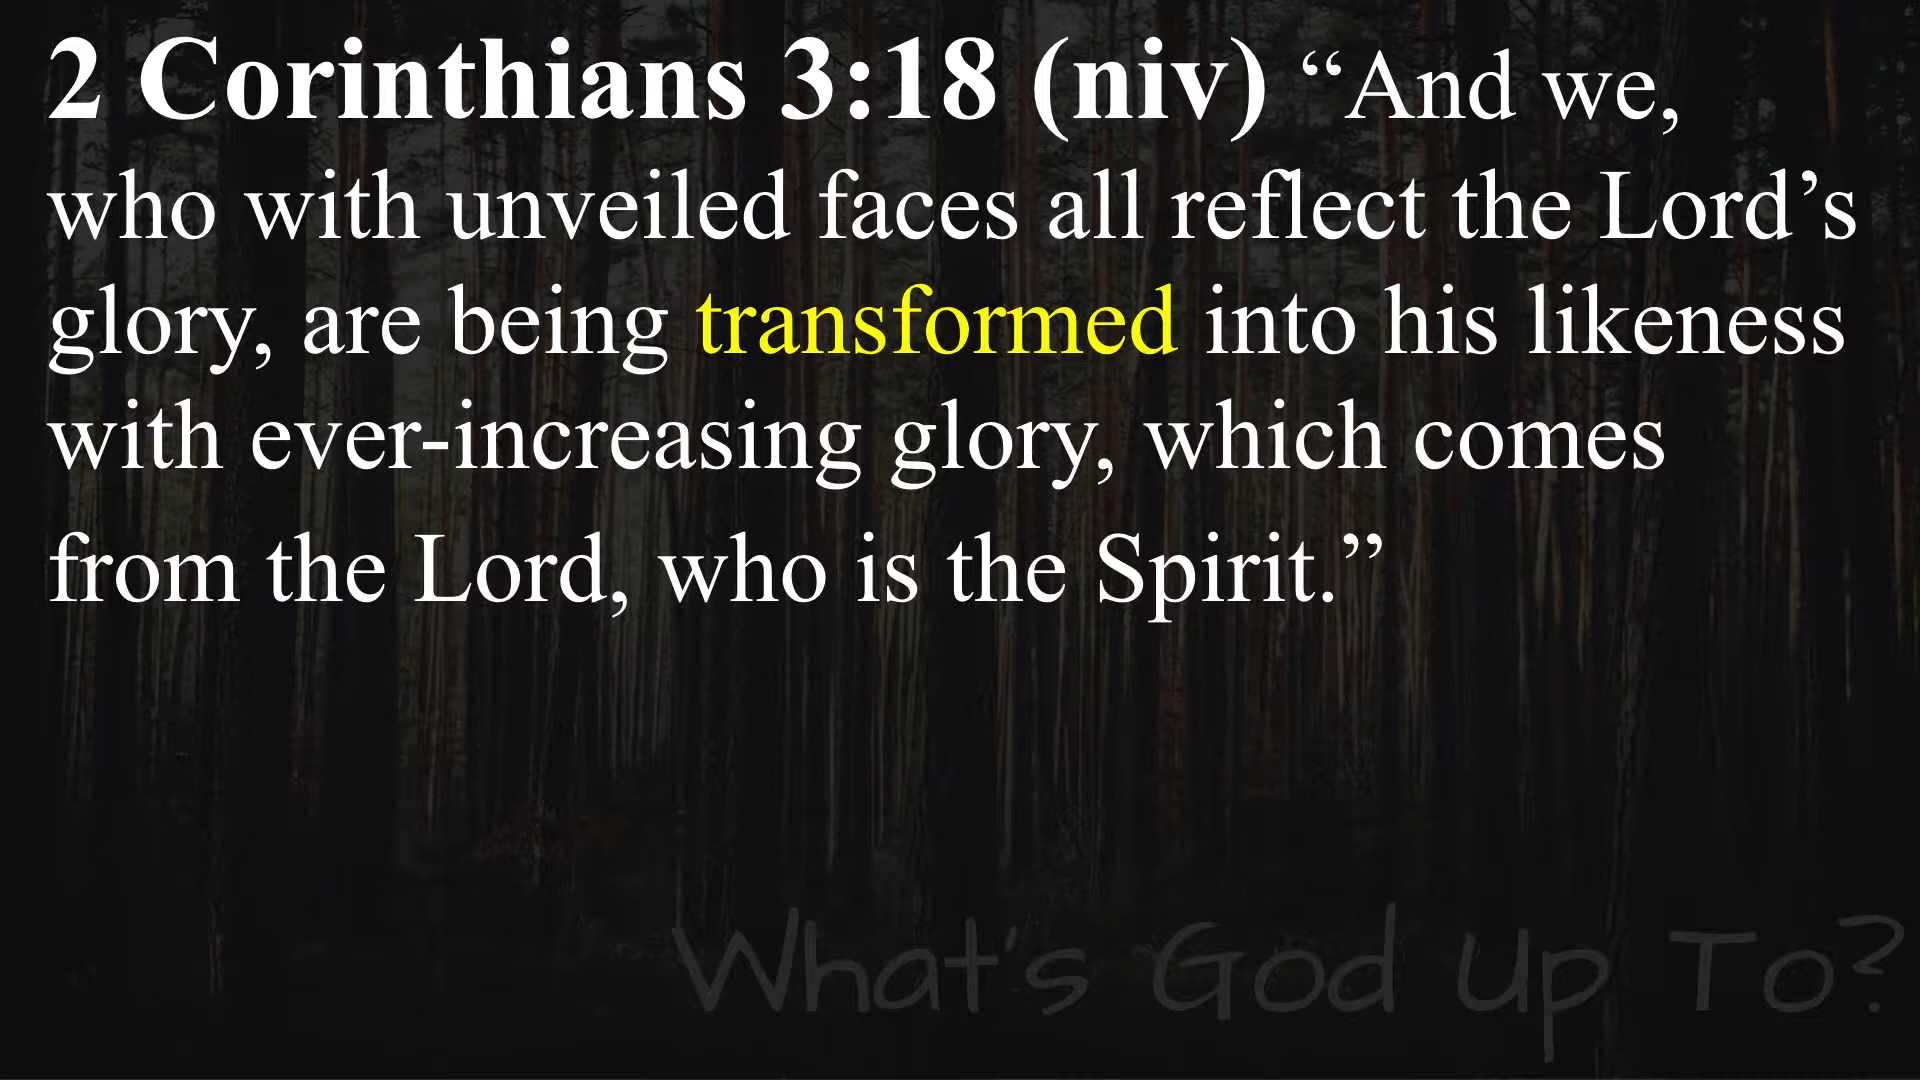 2 Corinthians 3:18 (niv) “And we,
who with unveiled faces all reflect the Lord’s
glory, are being transformed into his likeness
with ever-increasing glory, which comes
from the Lord, who is the Spirit.”
What's God Up To?